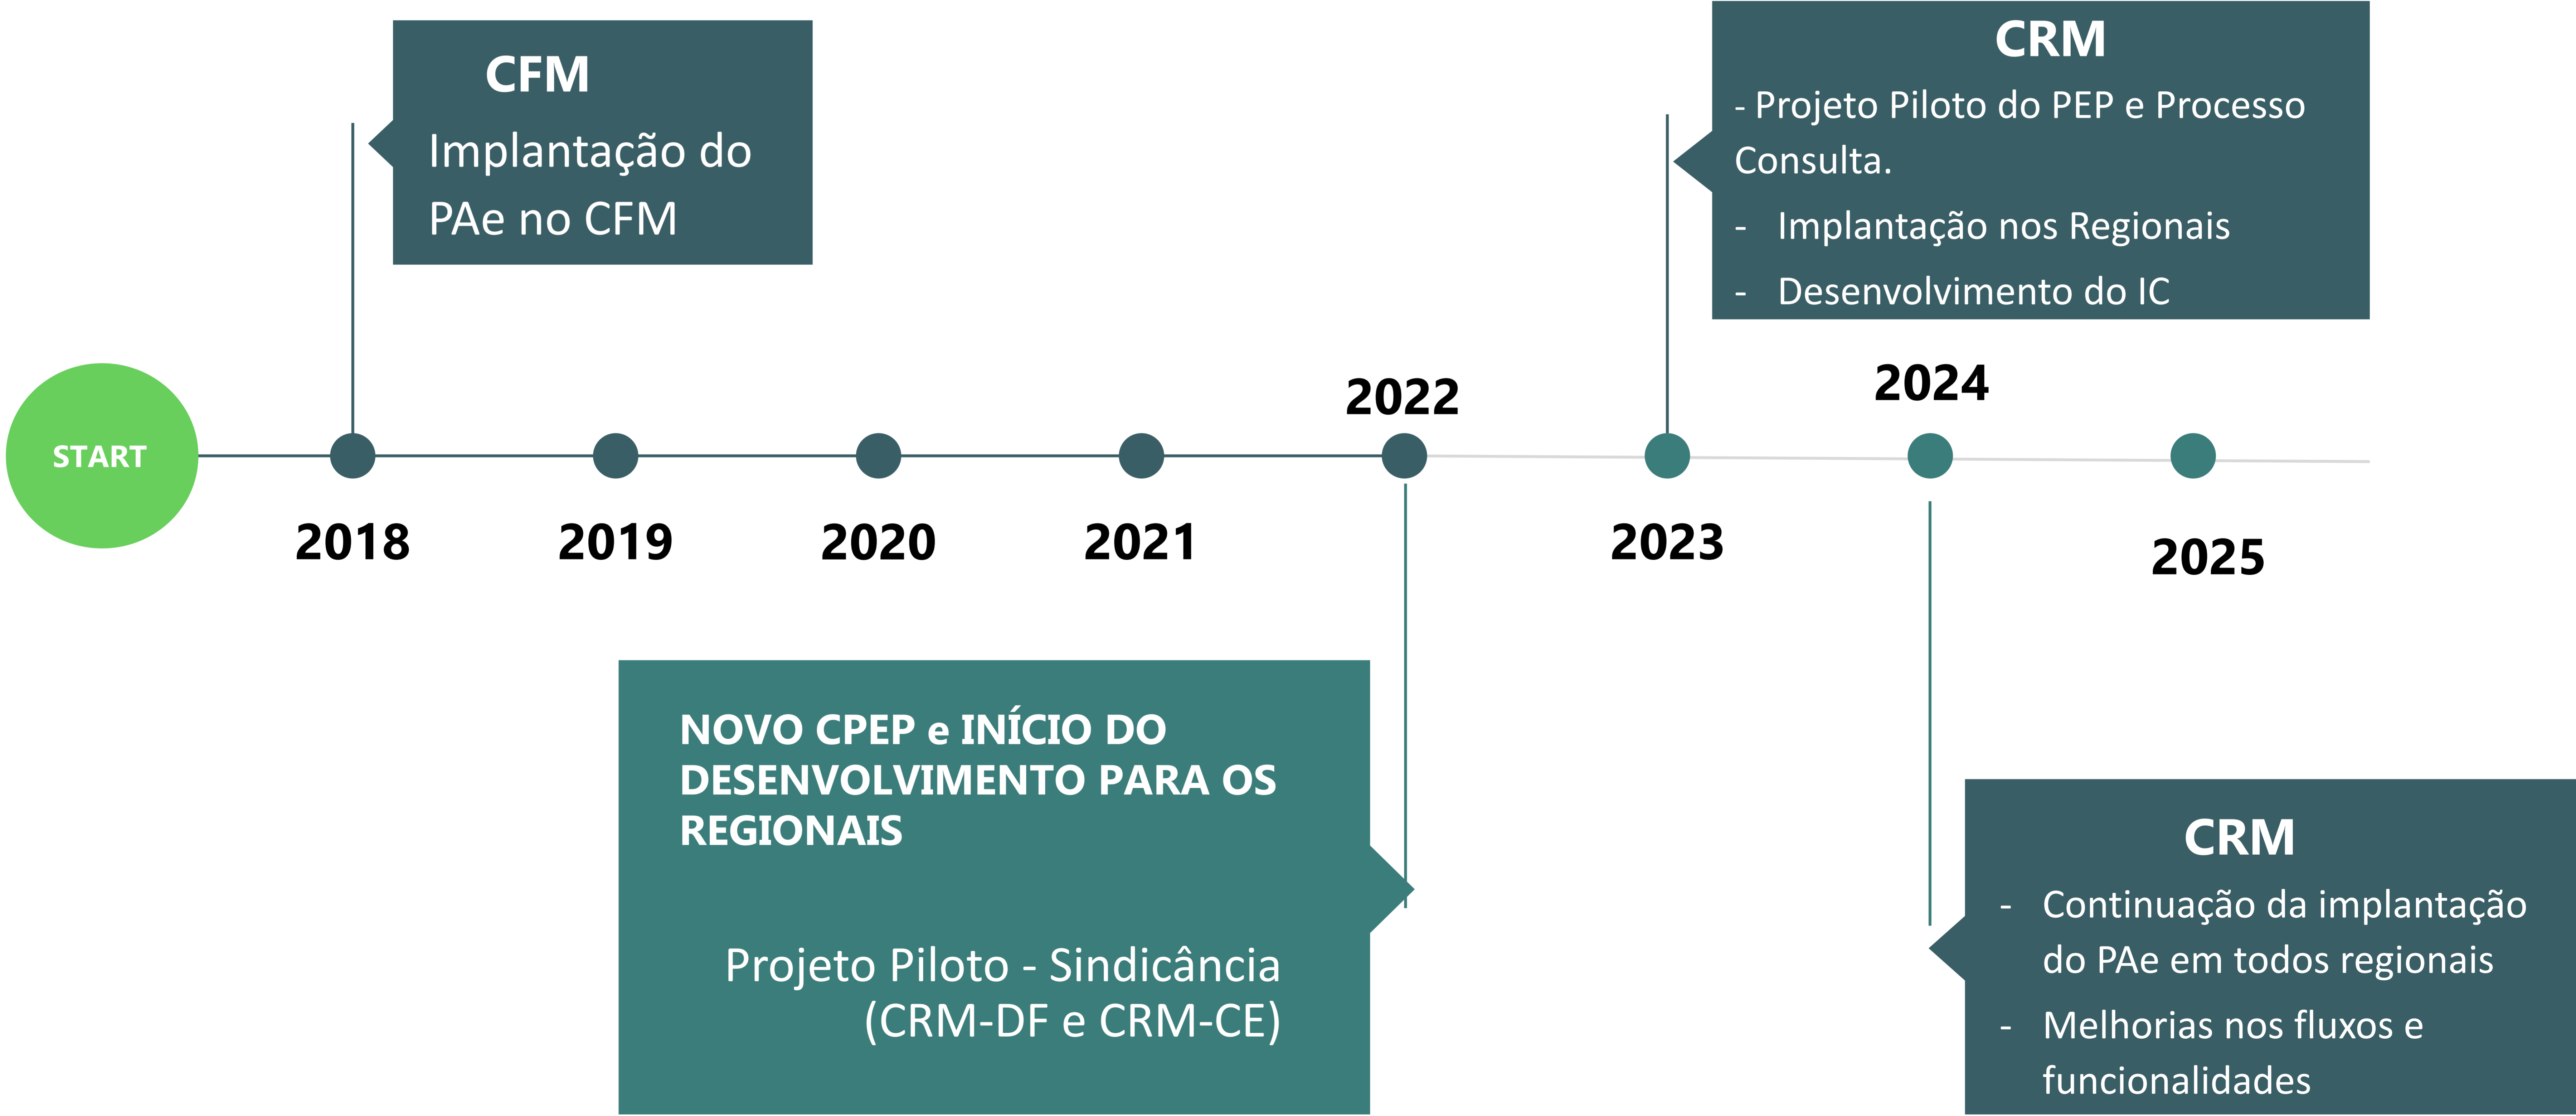 CFM
Implantação do
PAe no CFM
CRM
- Projeto Piloto do PEP e Processo
Consulta.
- Implantação nos Regionais
- Desenvolvimento do IC
2022
2024
START
2018
2019
2020
2021
2023
2025
NOVO CPEP e INÍCIO DO
DESENVOLVIMENTO PARA OS
REGIONAIS
Projeto Piloto - Sindicância
(CRM-DF e CRM-CE)
CRM
- Continuação da implantação
do PAe em todos regionais
- Melhorias nos fluxos e
funcionalidades